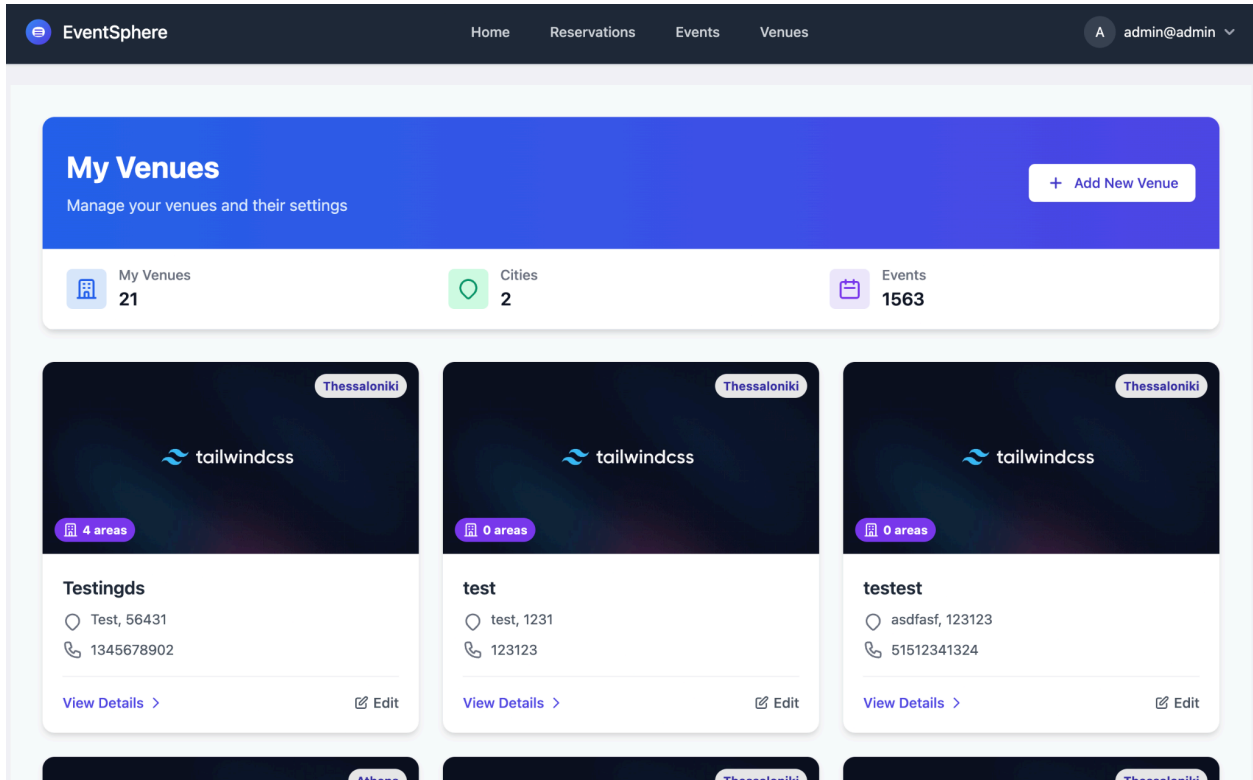 EventSphere
Home Reservations Events Venues
A admin@admin
My Venues
Manage your venues and their settings
+ Add New Venue
My Venues
21
Cities
2
Events
1563
Thessaloniki
tailwindcss
4 areas
Testingds
Test, 56431
1345678902
View Details
Edit
Thessaloniki
tailwindcss
0 areas
test
test, 1231
123123
View Details
Edit
Thessaloniki
tailwindcss
0 areas
testest
asdfasf, 123123
51512341324
View Details
Edit
Athens
Thessaloniki
Thessaloniki